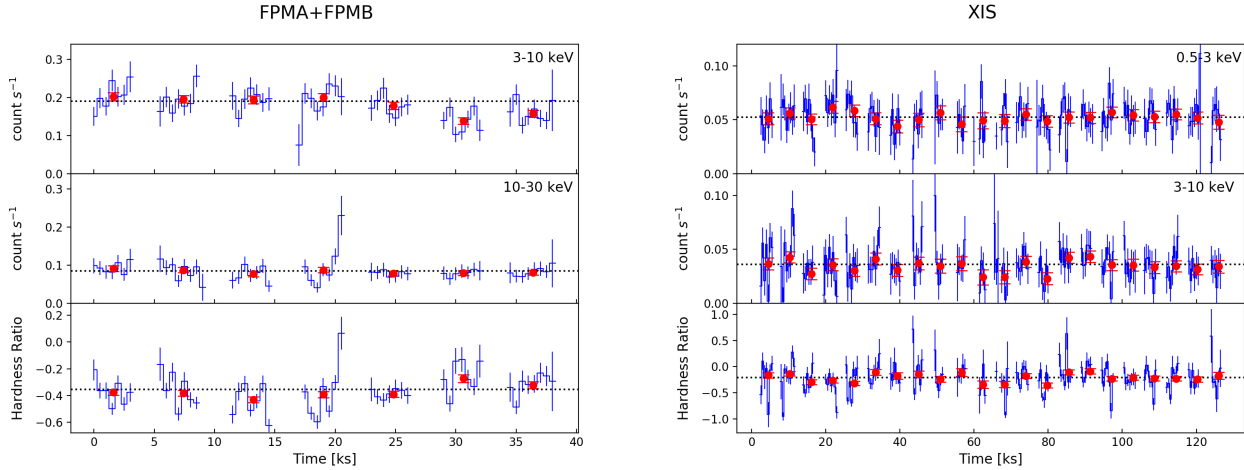 FPMA+FPMB
3-10 keV
count s⁻¹
0.3
0.2
0.1
0.0
10-30 keV
count s⁻¹
0.3
0.2
0.1
0.0
Hardness Ratio
0.2
0.0
−0.2
−0.4
−0.6
0 5 10 15 20 25 30 35 40
Time [ks]
XIS
0.5-3 keV
count s⁻¹
0.10
0.05
0.00
3-10 keV
count s⁻¹
0.10
0.05
0.00
Hardness Ratio
1.0
0.5
0.0
−0.5
−1.0
0 20 40 60 80 100 120
Time [ks]